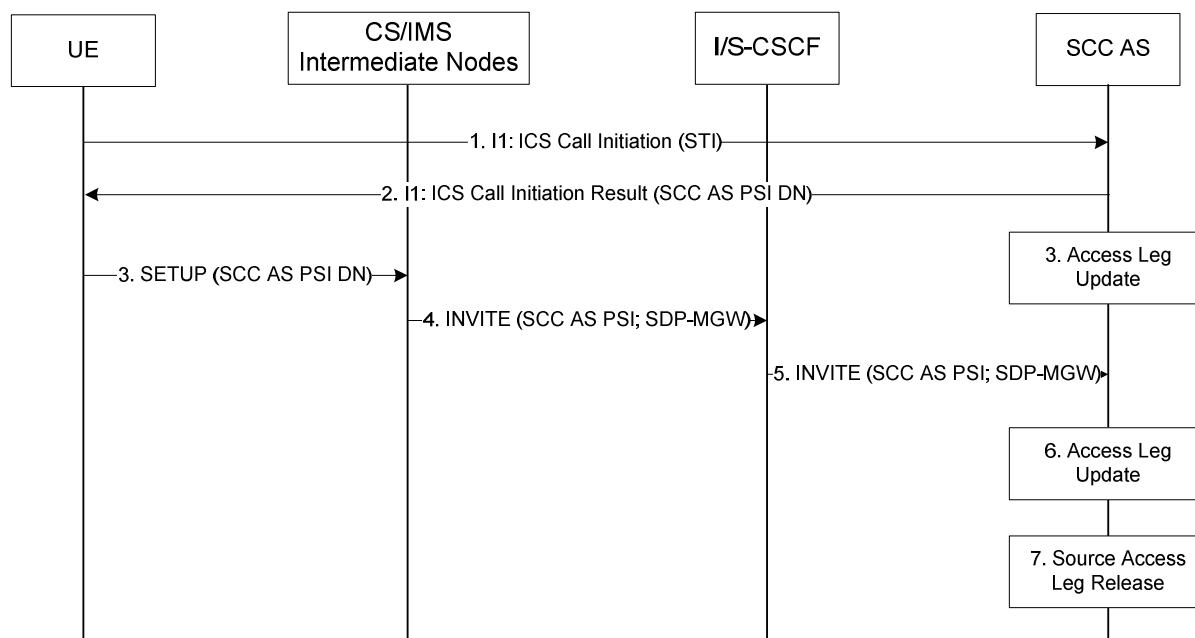 UE
CS/IMS
Intermediate Nodes
I/S-CSCF
SCC AS
1. I1: ICS Call Initiation (STI)
2. I1: ICS Call Initiation Result (SCC AS PSI DN)
3. Access Leg
Update
3. SETUP (SCC AS PSI DN)
4. INVITE (SCC AS PSI; SDP-MGW)
5. INVITE (SCC AS PSI; SDP-MGW)
6. Access Leg
Update
7. Source Access
Leg Release